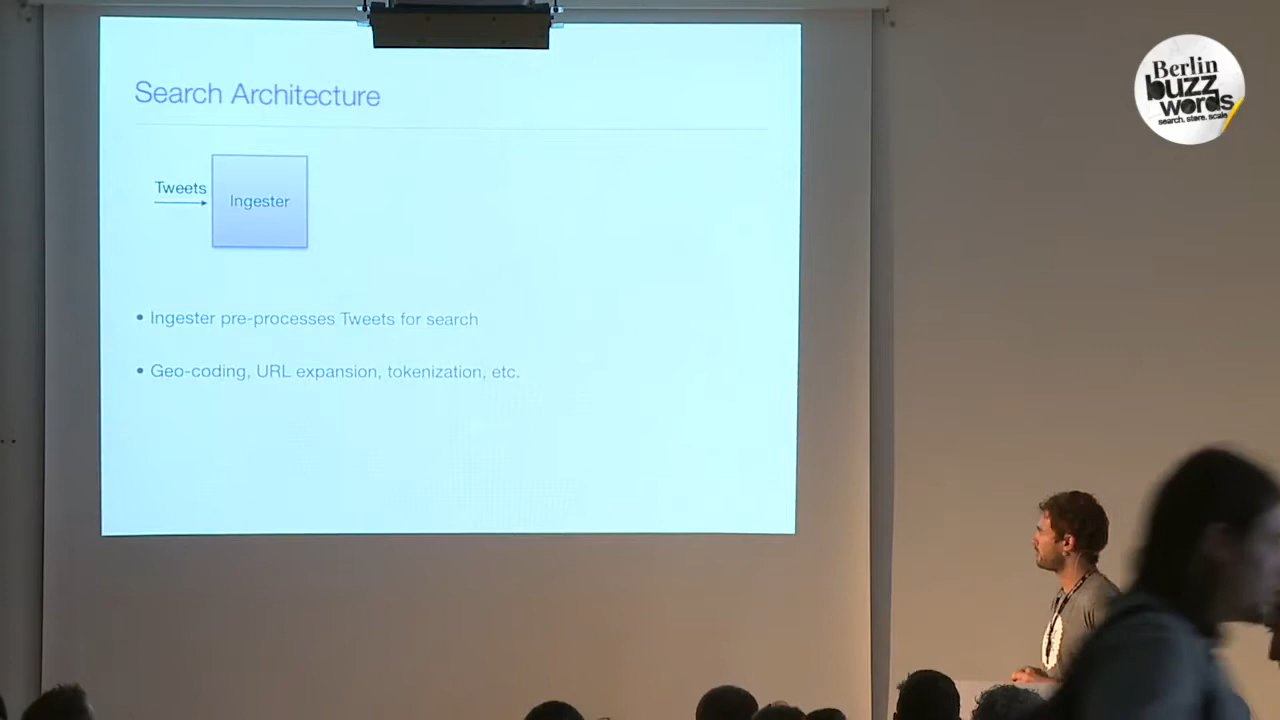 Search Architecture
Tweets
Ingester
• Ingester pre-processes Tweets for search
• Geo-coding, URL expansion, tokenization, etc.
Berlin
buzz
words
search. store. scale